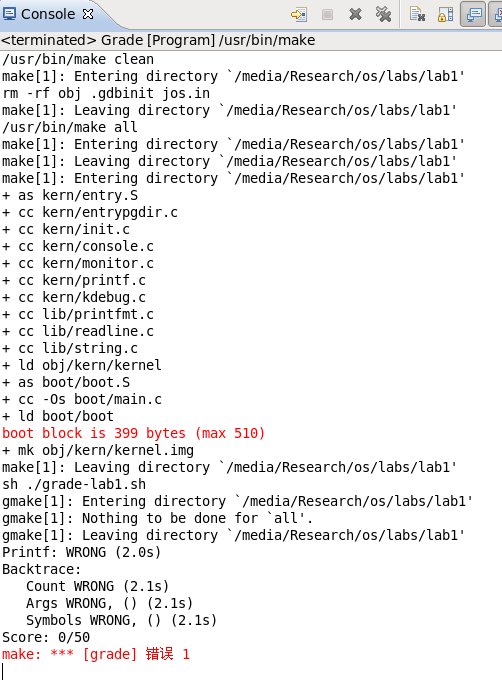 Console
<terminated> Grade [Program] /usr/bin/make
/usr/bin/make clean
make[1]: Entering directory `/media/Research/os/labs/lab1'
rm -rf obj .gdbinit jos.in
make[1]: Leaving directory `/media/Research/os/labs/lab1'
/usr/bin/make all
make[1]: Entering directory `/media/Research/os/labs/lab1'
make[1]: Leaving directory `/media/Research/os/labs/lab1'
make[1]: Entering directory `/media/Research/os/labs/lab1'
+ as kern/entry.S
+ cc kern/entrypgdir.c
+ cc kern/init.c
+ cc kern/console.c
+ cc kern/monitor.c
+ cc kern/printf.c
+ cc kern/kdebug.c
+ cc lib/printfmt.c
+ cc lib/readline.c
+ cc lib/string.c
+ ld obj/kern/kernel
+ as boot/boot.S
+ cc -Os boot/main.c
+ ld boot/boot
boot block is 399 bytes (max 510)
+ mk obj/kern/kernel.img
make[1]: Leaving directory `/media/Research/os/labs/lab1'
sh ./grade-lab1.sh
gmake[1]: Entering directory `/media/Research/os/labs/lab1'
gmake[1]: Nothing to be done for `all'.
gmake[1]: Leaving directory `/media/Research/os/labs/lab1'
Printf: WRONG (2.0s)
Backtrace:
   Count WRONG (2.1s)
   Args WRONG, () (2.1s)
   Symbols WRONG, () (2.1s)
Score: 0/50
make: *** [grade] 错误 1